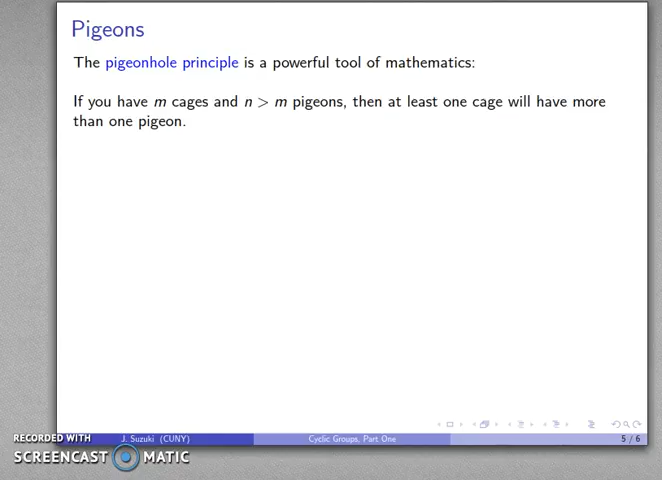 Pigeons
The pigeonhole principle is a powerful tool of mathematics:
If you have m cages and n > m pigeons, then at least one cage will have more
than one pigeon.
RECORDED WITH
J. Suzuki (CUNY)
Cyclic Groups, Part One
5 / 6
SCREENCAST MATIC